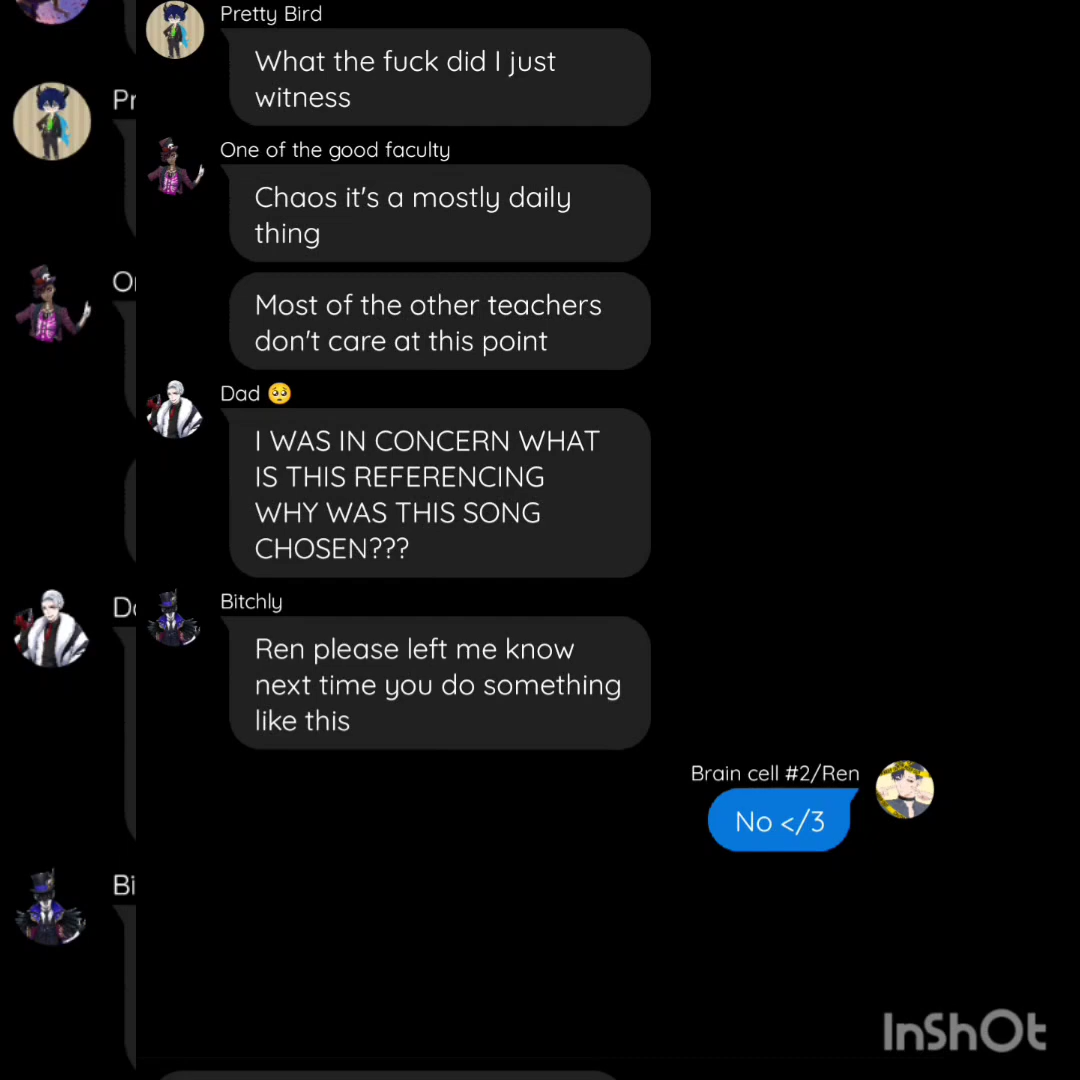 Pretty Bird
What the fuck did I just
witness
Pr
One of the good faculty
Chaos it's a mostly daily
thing
Or
Most of the other teachers
don't care at this point
Dad 🥺
I WAS IN CONCERN WHAT
IS THIS REFERENCING
WHY WAS THIS SONG
CHOSEN???
Da
Bitchly
Ren please left me know
next time you do something
like this
Brain cell #2/Ren
No </3
Bi
InShOt